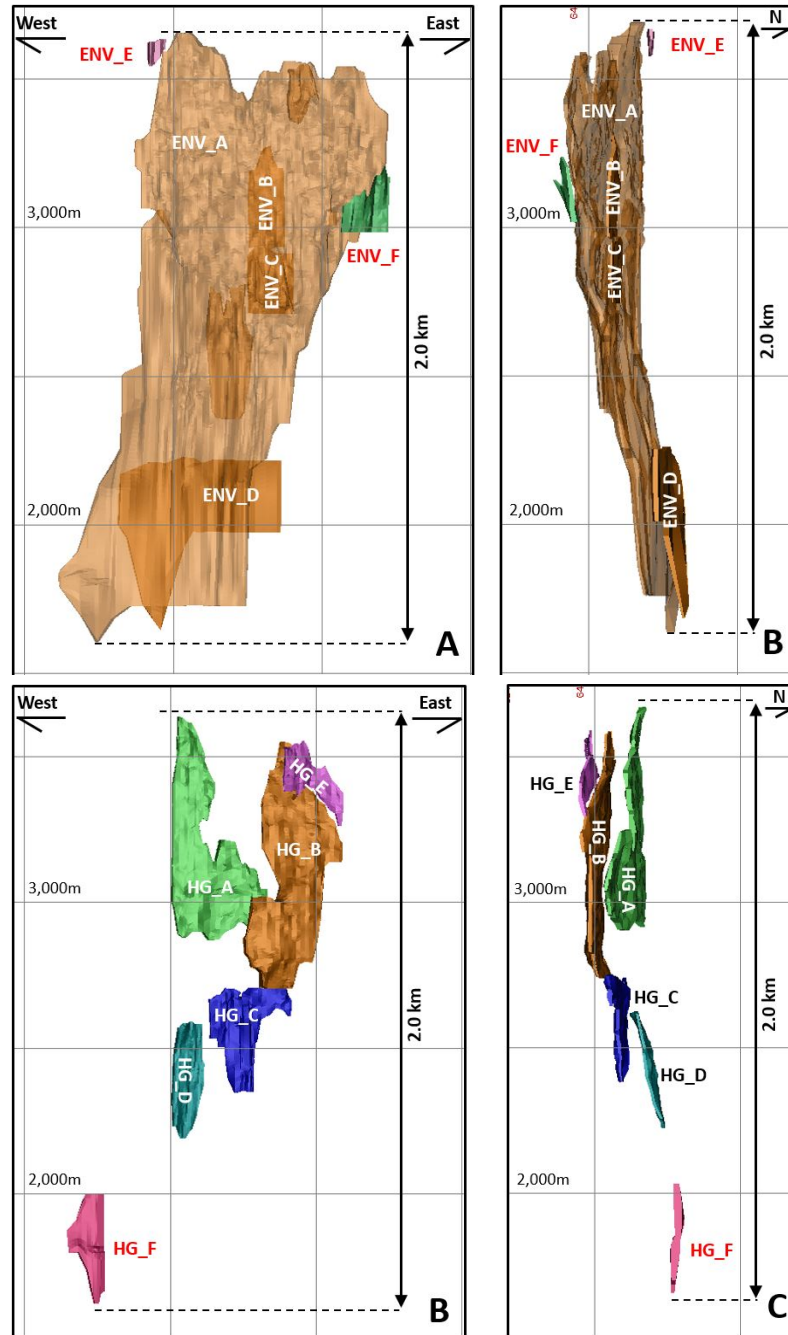 West
East
ENV_E
ENV_A
ENV_B
3,000m
ENV_C
ENV_F
2.0 km
ENV_D
2,000m
A
N
ENV_E
ENV_A
ENV_F
ENV_B
3,000m
ENV_C
2.0 km
ENV_D
2,000m
B
West
East
HG_E
HG_B
HG_A
3,000m
HG_C
2.0 km
HG_D
2,000m
HG_F
B
N
HG_E
HG_B
HG_A
3,000m
HG_C
2.0 km
HG_D
2,000m
HG_F
C